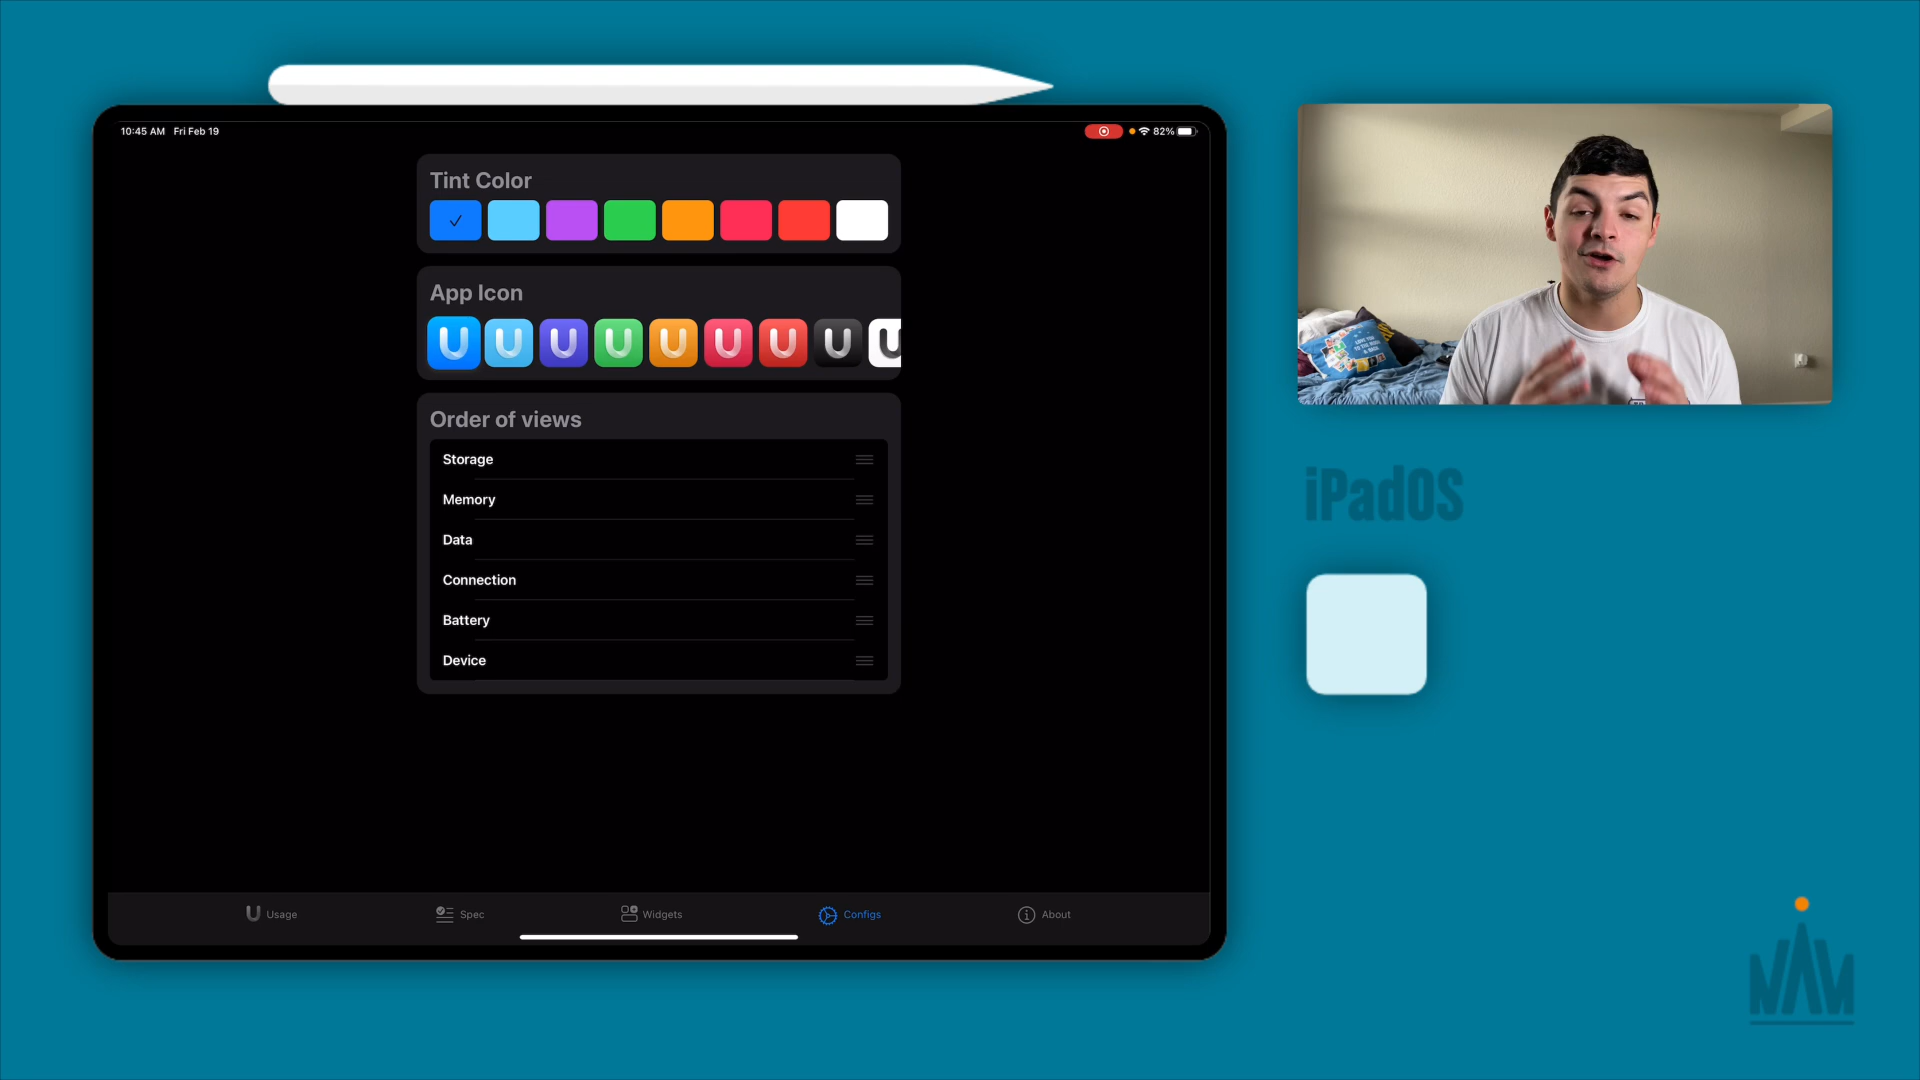 10:45 AM Fri Feb 19
82%
Tint Color
App Icon
Order of views
Storage
Memory
Data
Connection
Battery
Device
Usage
Spec
Widgets
Configs
About
iPadOS